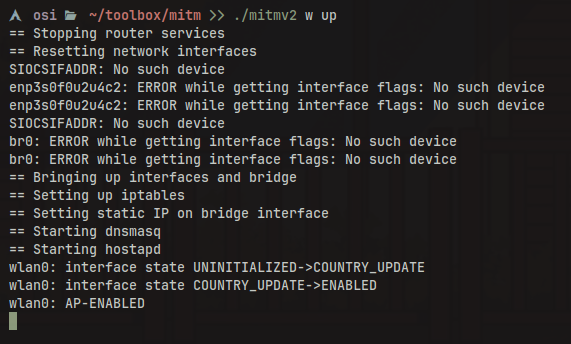 osi ~/toolbox/mitm >> ./mitmv2 w up
== Stopping router services
== Resetting network interfaces
SIOCSIFADDR: No such device
enp3s0f0u2u4c2: ERROR while getting interface flags: No such device
enp3s0f0u2u4c2: ERROR while getting interface flags: No such device
SIOCSIFADDR: No such device
br0: ERROR while getting interface flags: No such device
br0: ERROR while getting interface flags: No such device
== Bringing up interfaces and bridge
== Setting up iptables
== Setting static IP on bridge interface
== Starting dnsmasq
== Starting hostapd
wlan0: interface state UNINITIALIZED->COUNTRY_UPDATE
wlan0: interface state COUNTRY_UPDATE->ENABLED
wlan0: AP-ENABLED